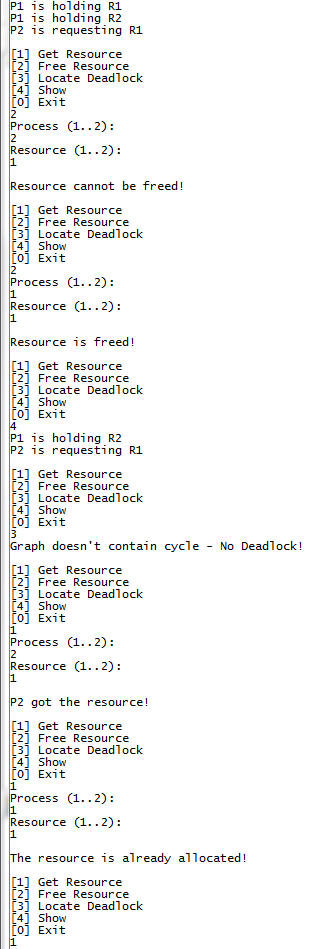 P1 is holding R1
P1 is holding R2
P2 is requesting R1
[1] Get Resource
[2] Free Resource
[3] Locate Deadlock
[4] Show
[0] Exit
2
Process (1..2):
2
Resource (1..2):
1
Resource cannot be freed!
[1] Get Resource
[2] Free Resource
[3] Locate Deadlock
[4] Show
[0] Exit
2
Process (1..2):
1
Resource (1..2):
1
Resource is freed!
[1] Get Resource
[2] Free Resource
[3] Locate Deadlock
[4] Show
[0] Exit
4
P1 is holding R2
P2 is requesting R1
[1] Get Resource
[2] Free Resource
[3] Locate Deadlock
[4] Show
[0] Exit
3
Graph doesn't contain cycle - No Deadlock!
[1] Get Resource
[2] Free Resource
[3] Locate Deadlock
[4] Show
[0] Exit
1
Process (1..2):
2
Resource (1..2):
1
P2 got the resource!
[1] Get Resource
[2] Free Resource
[3] Locate Deadlock
[4] Show
[0] Exit
1
Process (1..2):
1
Resource (1..2):
1
The resource is already allocated!
[1] Get Resource
[2] Free Resource
[3] Locate Deadlock
[4] Show
[0] Exit
1